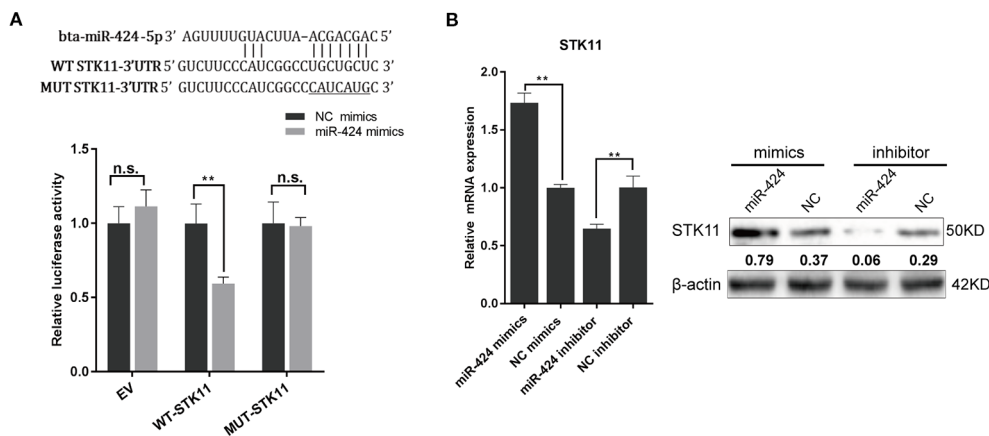 A
bta-miR-424-5p 3′ AGUUUUGUACUUA–ACGACGAC 5′
WT STK11-3′UTR 5′ GUCUUCCCAUCGGCCUGCUGCUC 3′
MUT STK11-3′UTR 5′ GUCUUCCCAUCGGCCCAUCAUGC 3′
NC mimics
miR-424 mimics
Relative luciferase activity
1.5
1.0
0.5
0.0
n.s.
**
n.s.
EV
WT-STK11
MUT-STK11
B
STK11
Relative mRNA expression
2.0
1.5
1.0
0.5
0.0
**
**
miR-424 mimics
NC mimics
miR-424 inhibitor
NC inhibitor
mimics inhibitor
miR-424 NC miR-424 NC
STK11 50KD
0.79 0.37 0.06 0.29
β-actin 42KD